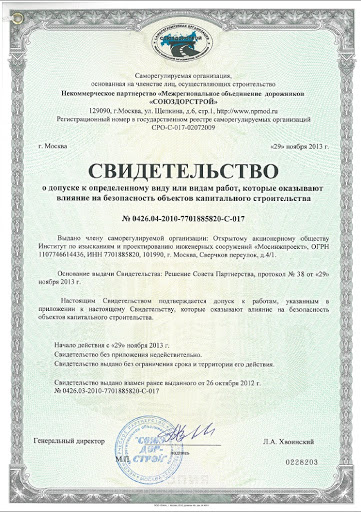 Саморегулируемая организация,
основанная на членстве лиц, осуществляющих строительство
Некоммерческое партнерство «Межрегиональное объединение дорожников
«СОЮЗДОРСТРОЙ»
129090, г.Москва, ул. Щепкина, д.6, стр.1, http://www.npmod.ru
Регистрационный номер в государственном реестре саморегулируемых организаций
СРО-С-017-02072009
г. Москва «29» ноября 2013 г.
СВИДЕТЕЛЬСТВО
о допуске к определенному виду или видам работ, которые оказывают
влияние на безопасность объектов капитального строительства
№ 0426.04-2010-7701885820-С-017
Выдано члену саморегулируемой организации: Открытому акционерному обществу
Институт по изысканиям и проектированию инженерных сооружений «Мосинжпроект», ОГРН
1107746614436, ИНН 7701885820, 101990, г. Москва, Сверчков переулок, д.4/1.
Основание выдачи Свидетельства: Решение Совета Партнерства, протокол № 38 от «29»
ноября 2013 г.
Настоящим Свидетельством подтверждается допуск к работам, указанным в
приложении к настоящему Свидетельству, которые оказывают влияние на безопасность
объектов капитального строительства.
Начало действия с «29» ноября 2013 г.
Свидетельство без приложения недействительно.
Свидетельство выдано без ограничения срока и территории его действия.
Свидетельство выдано взамен ранее выданного от 26 октября 2012 г.
№ 0426.03-2010-7701885820-С-017
Генеральный директор Л.А. Хвоинский
подпись
М.П.
"СОЮЗ
ДОР-
СТРОЙ"
0228203